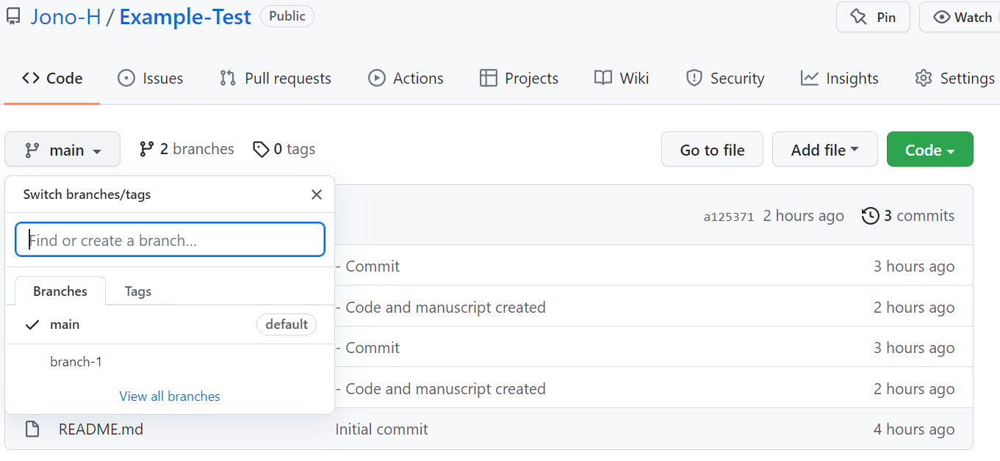 Jono-H / Example-Test Public Pin Watch
Code Issues Pull requests Actions Projects Wiki Security Insights Settings
main 2 branches 0 tags Go to file Add file Code
Switch branches/tags
a125371 2 hours ago 3 commits
Find or create a branch...
- Commit 3 hours ago
Branches Tags
- Code and manuscript created 2 hours ago
main default
- Commit 3 hours ago
branch-1
- Code and manuscript created 2 hours ago
View all branches
README.md Initial commit 4 hours ago